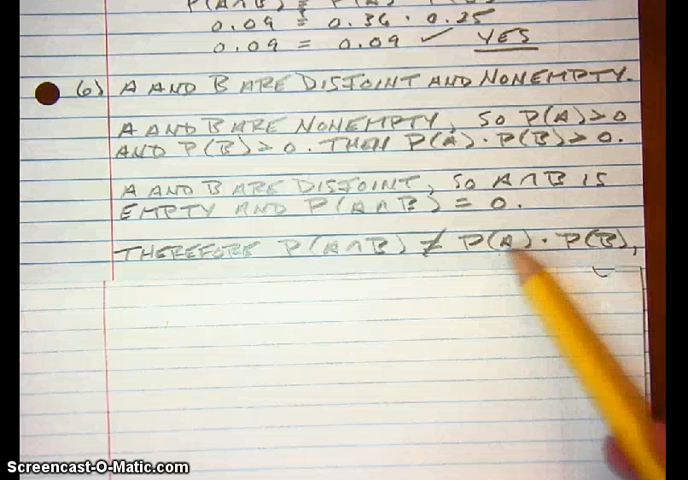 0.09 = 0.36 · 0.25
0.09 = 0.09 ✓ YES
(6) A AND B ARE DISJOINT AND NONEMPTY.
A AND B ARE NONEMPTY, SO P(A)>0
AND P(B)>0. THEN P(A)·P(B)>0.
A AND B ARE DISJOINT, SO A∩B IS
EMPTY AND P(A∩B) = 0.
THEREFORE P(A∩B) ≠ P(A)·P(B),
Screencast-O-Matic.com